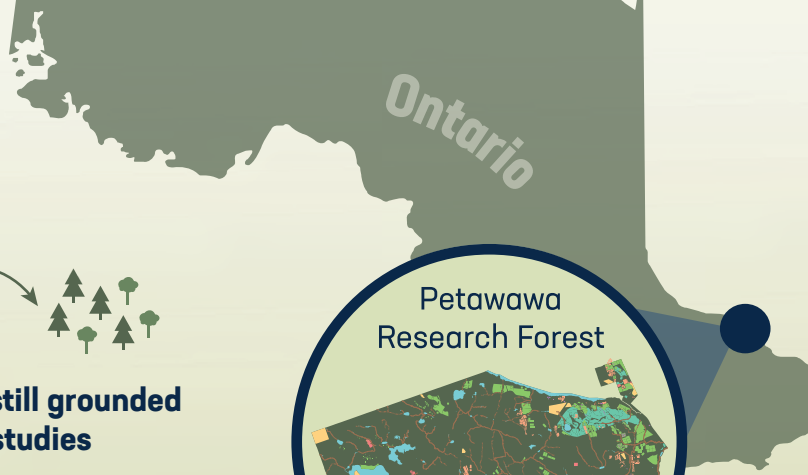 Ontario
Petawawa
Research Forest
still grounded
studies